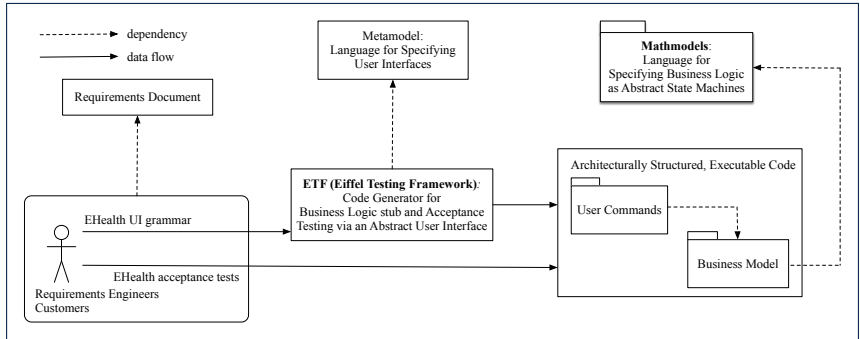 dependency
data flow
Requirements Document
Metamodel:
Language for Specifying
User Interfaces
Mathmodels:
Language for
Specifying Business Logic
as Abstract State Machines
ETF (Eiffel Testing Framework):
Code Generator for
Business Logic stub and Acceptance
Testing via an Abstract User Interface
Architecturally Structured, Executable Code
User Commands
Business Model
EHealth UI grammar
EHealth acceptance tests
Requirements Engineers
Customers